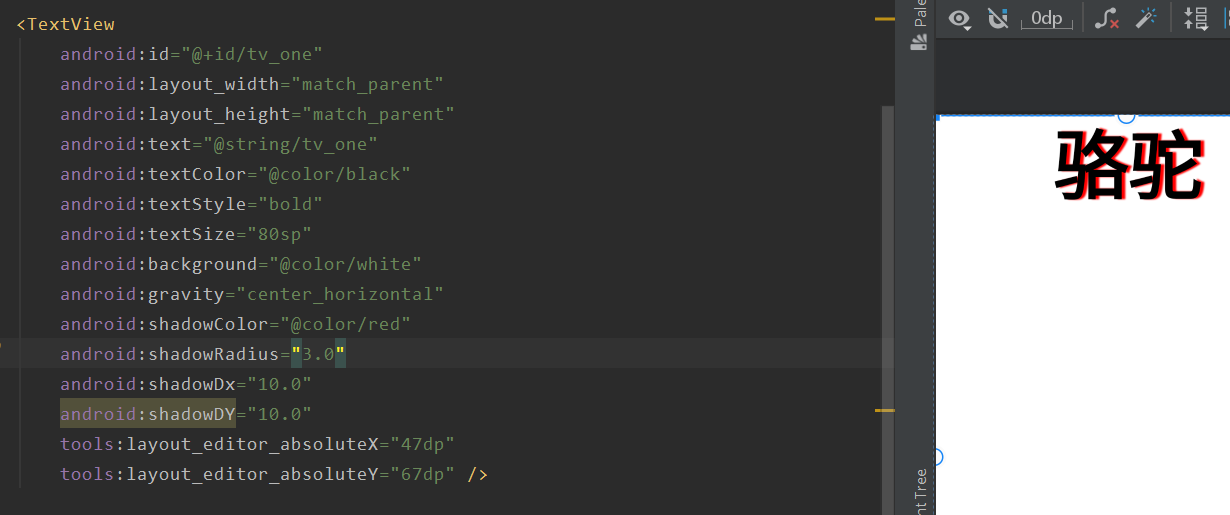 <TextView
android:id="@+id/tv_one"
android:layout_width="match_parent"
android:layout_height="match_parent"
android:text="@string/tv_one"
android:textColor="@color/black"
android:textStyle="bold"
android:textSize="80sp"
android:background="@color/white"
android:gravity="center_horizontal"
android:shadowColor="@color/red"
android:shadowRadius="3.0"
android:shadowDx="10.0"
android:shadowDY="10.0"
tools:layout_editor_absoluteX="47dp"
tools:layout_editor_absoluteY="67dp" />
Pale
nt Tree
0dp
骆驼